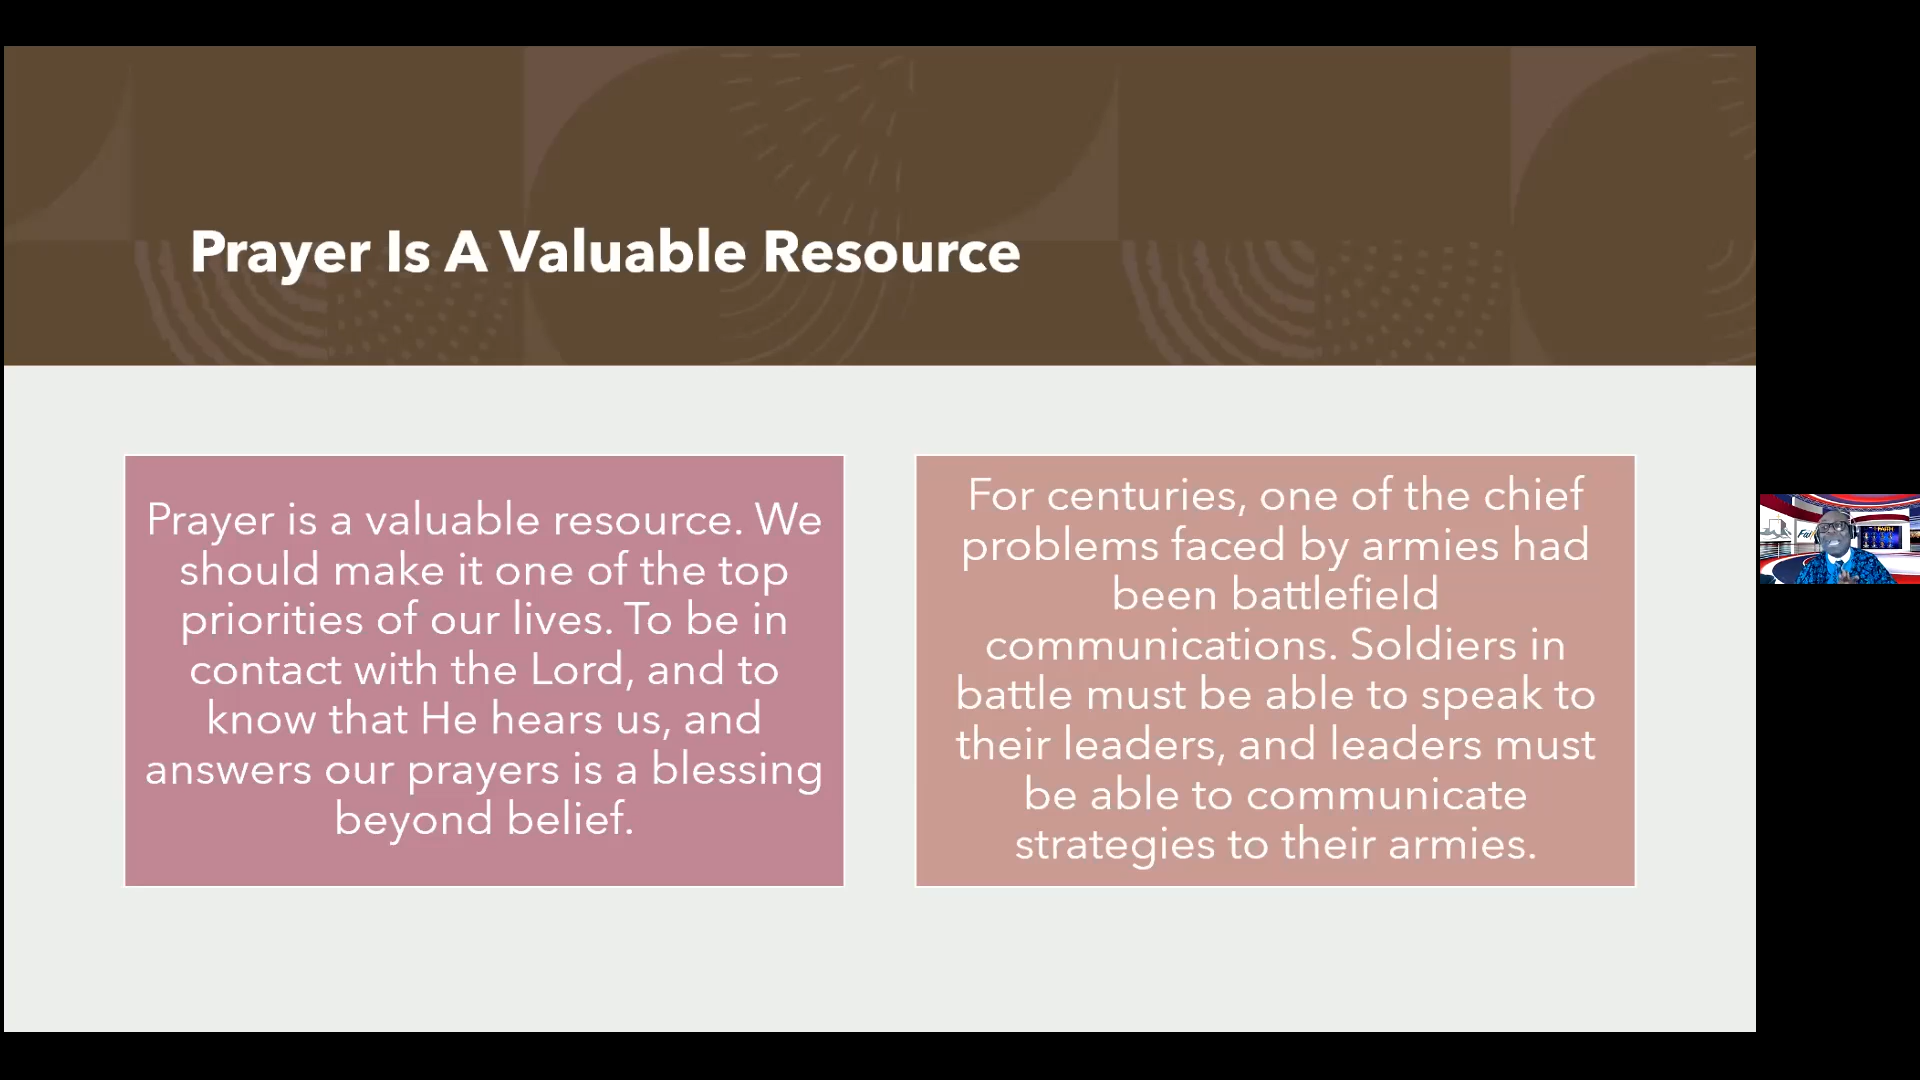 Prayer Is A Valuable Resource
Prayer is a valuable resource. We
should make it one of the top
priorities of our lives. To be in
contact with the Lord, and to
know that He hears us, and
answers our prayers is a blessing
beyond belief.
For centuries, one of the chief
problems faced by armies had
been battlefield
communications. Soldiers in
battle must be able to speak to
their leaders, and leaders must
be able to communicate
strategies to their armies.
FAITH